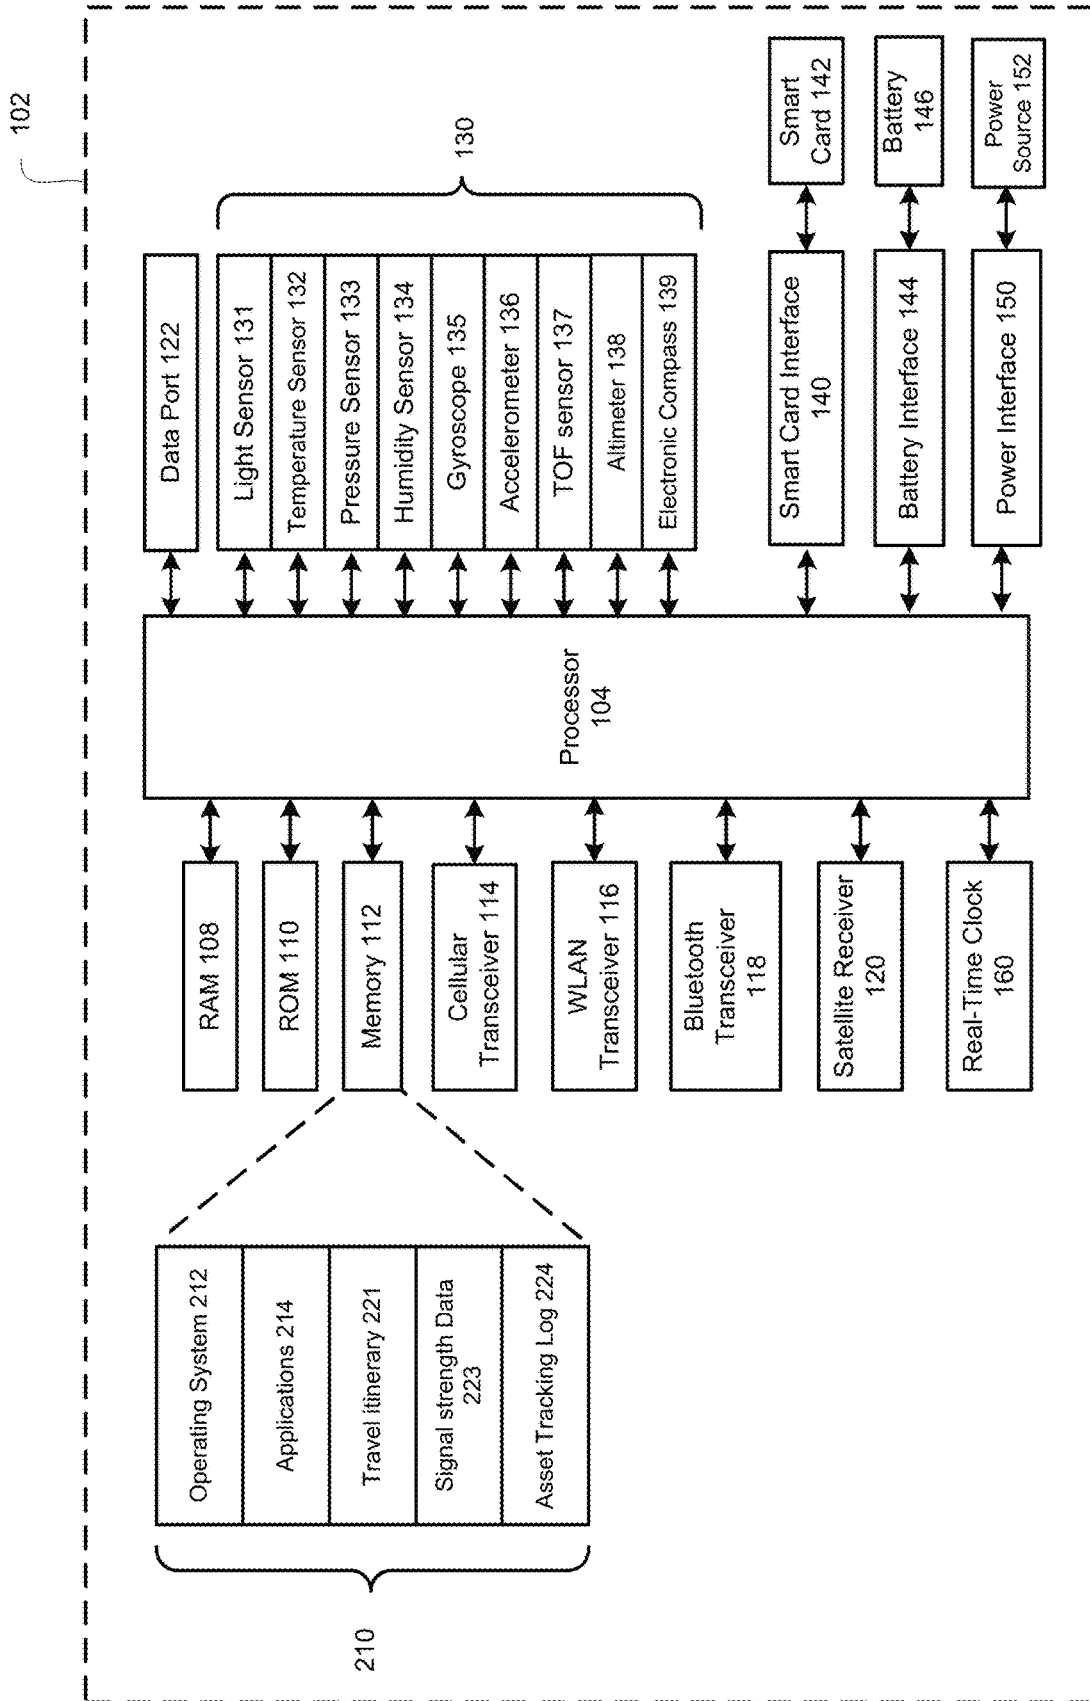 102
Operating System 212
Applications 214
Travel itinerary 221
Signal strength Data
223
Asset Tracking Log 224
210
RAM 108
ROM 110
Memory 112
Cellular
Transceiver 114
WLAN
Transceiver 116
Bluetooth
Transceiver
118
Satellite Receiver
120
Real-Time Clock
160
Processor
104
Data Port 122
Light Sensor 131
Temperature Sensor 132
Pressure Sensor 133
Humidity Sensor 134
Gyroscope 135
Accelerometer 136
TOF sensor 137
Altimeter 138
Electronic Compass 139
130
Smart Card Interface
140
Smart
Card 142
Battery Interface 144
Battery
146
Power Interface 150
Power
Source 152